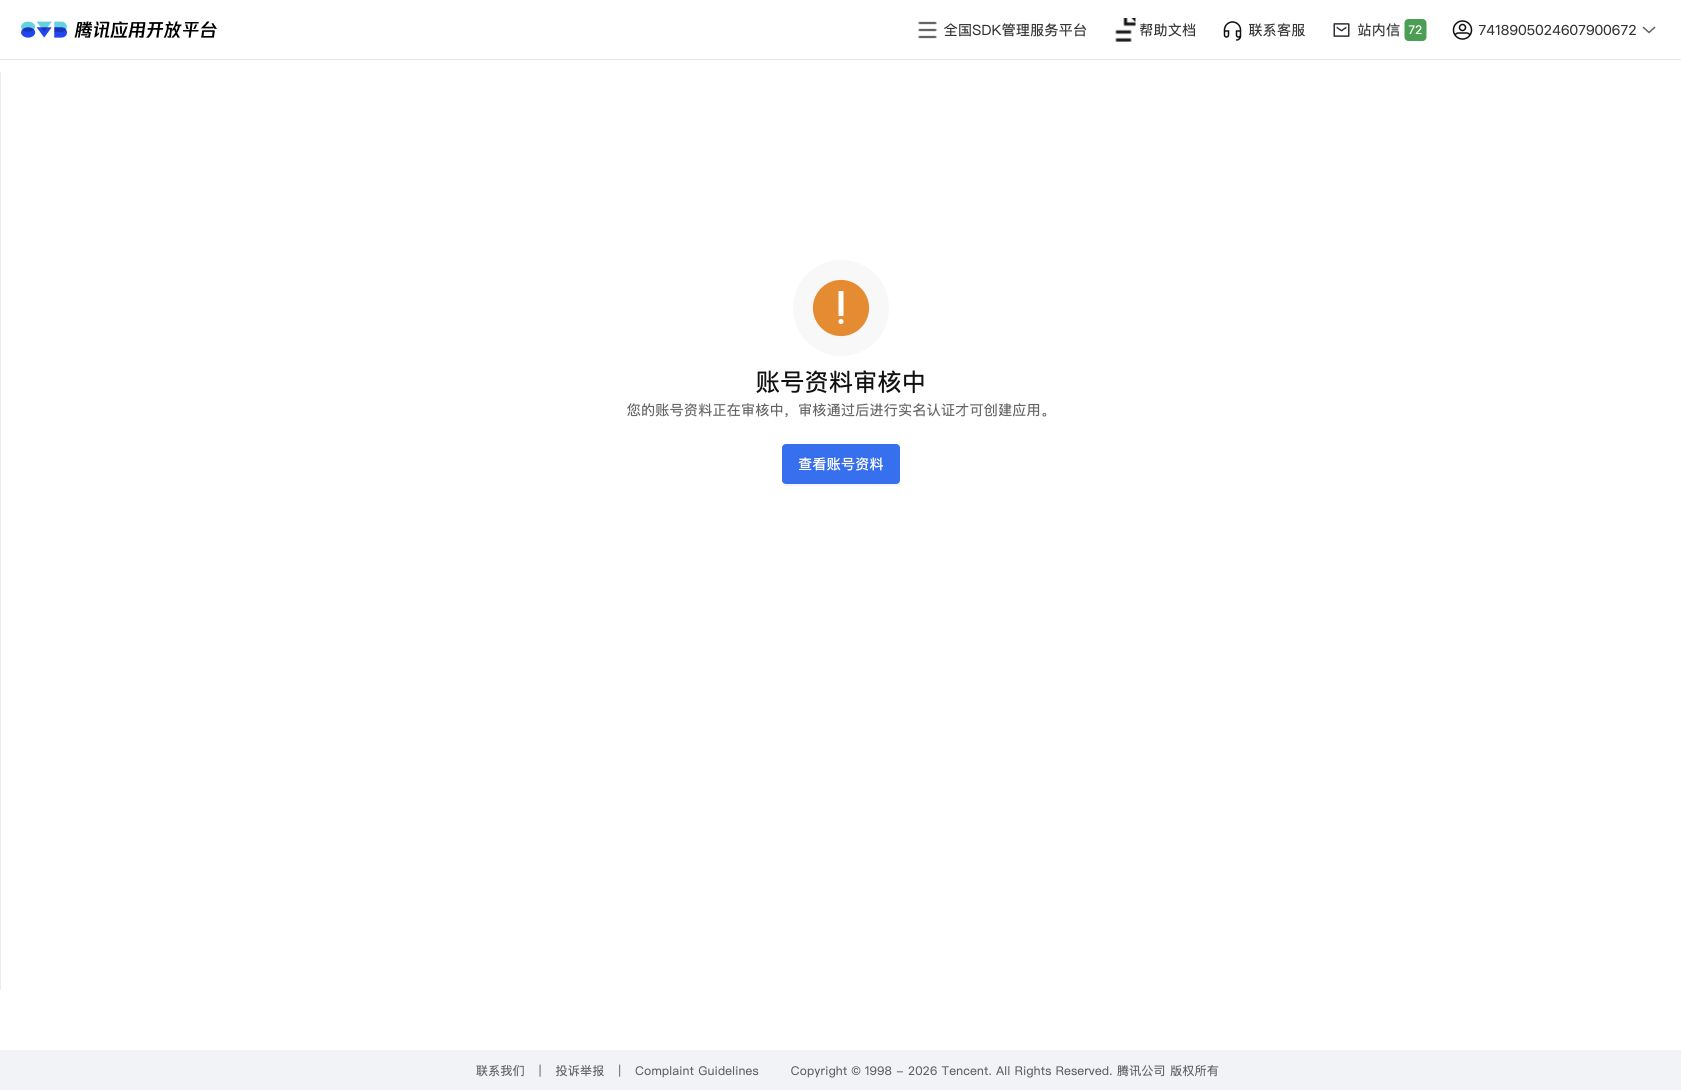 腾讯应用开放平台
全国SDK管理服务平台
帮助文档
联系客服
站内信 72
7418905024607900672
账号资料审核中
您的账号资料正在审核中，审核通过后进行实名认证才可创建应用。
查看账号资料
联系我们 | 投诉举报 | Complaint Guidelines Copyright © 1998 - 2026 Tencent. All Rights Reserved. 腾讯公司 版权所有